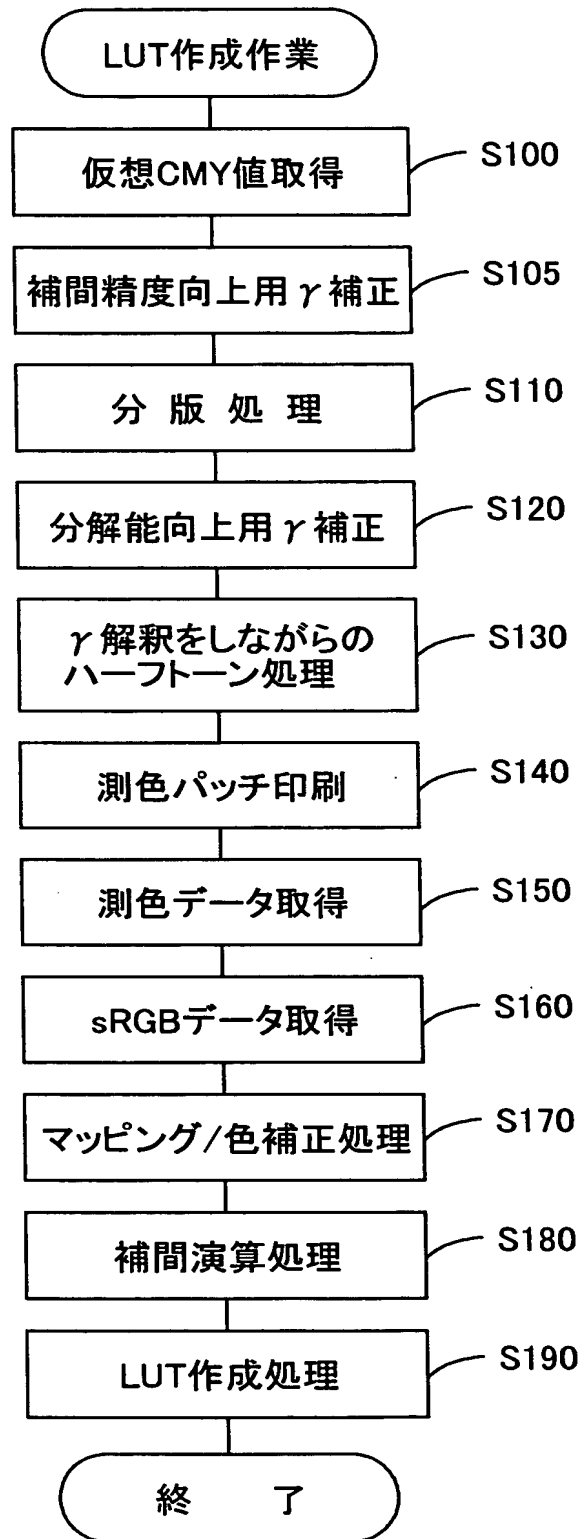 LUT作成作業
仮想CMY値取得
S100
補間精度向上用γ補正
S105
分版処理
S110
分解能向上用γ補正
S120
γ解釈をしながらの
ハーフトーン処理
S130
測色パッチ印刷
S140
測色データ取得
S150
sRGBデータ取得
S160
マッピング/色補正処理
S170
補間演算処理
S180
LUT作成処理
S190
終 了